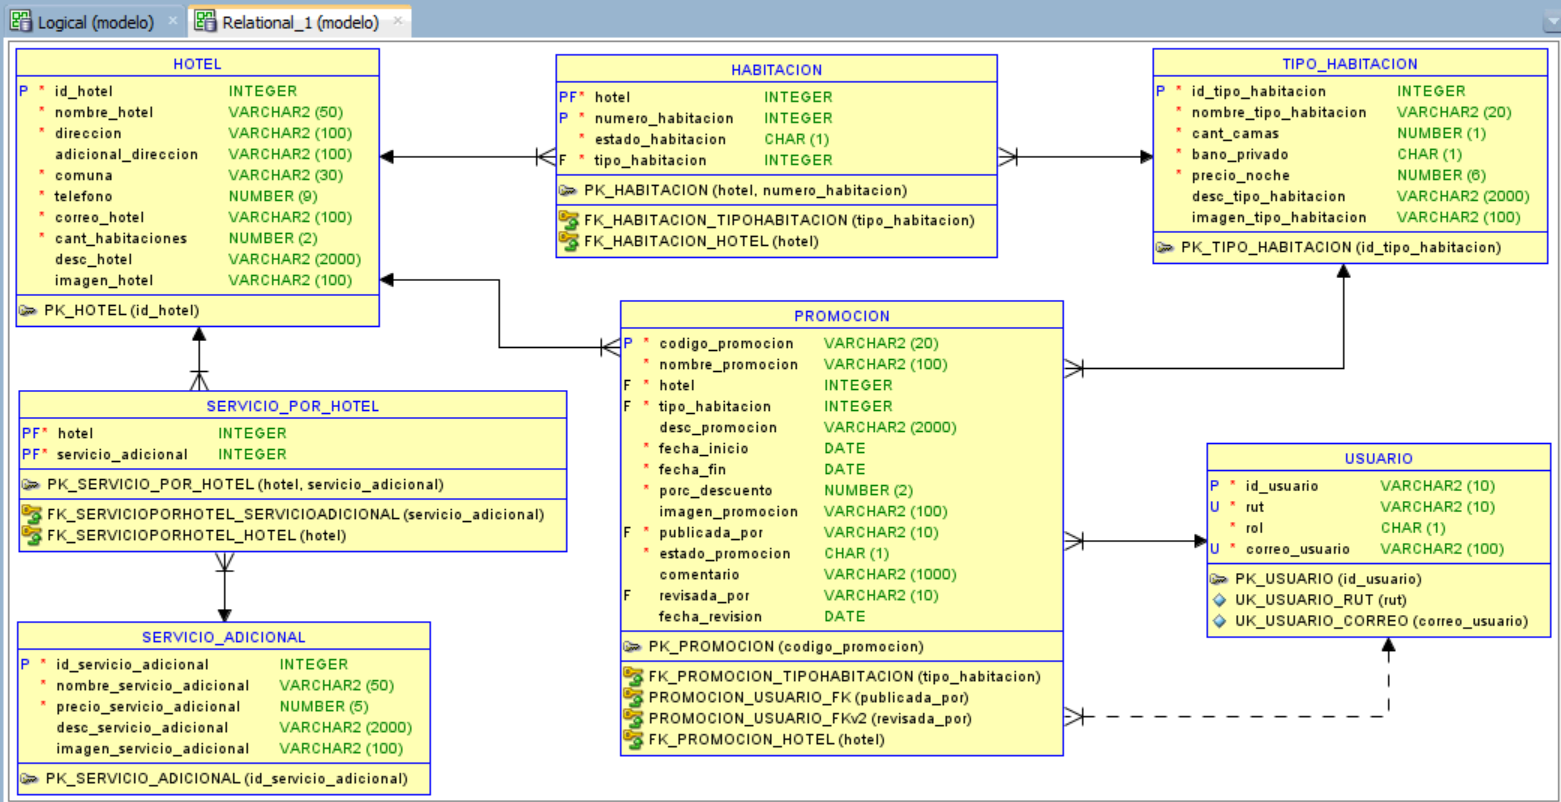 Logical (modelo) × Relational_1 (modelo) ×
HOTEL
P * id_hotel INTEGER
* nombre_hotel VARCHAR2 (50)
* direccion VARCHAR2 (100)
adicional_direccion VARCHAR2 (100)
* comuna VARCHAR2 (30)
* telefono NUMBER (9)
* correo_hotel VARCHAR2 (100)
* cant_habitaciones NUMBER (2)
desc_hotel VARCHAR2 (2000)
imagen_hotel VARCHAR2 (100)
PK_HOTEL (id_hotel)
HABITACION
PF* hotel INTEGER
P * numero_habitacion INTEGER
* estado_habitacion CHAR (1)
F * tipo_habitacion INTEGER
PK_HABITACION (hotel, numero_habitacion)
FK_HABITACION_TIPOHABITACION (tipo_habitacion)
FK_HABITACION_HOTEL (hotel)
TIPO_HABITACION
P * id_tipo_habitacion INTEGER
* nombre_tipo_habitacion VARCHAR2 (20)
* cant_camas NUMBER (1)
* bano_privado CHAR (1)
* precio_noche NUMBER (6)
desc_tipo_habitacion VARCHAR2 (2000)
imagen_tipo_habitacion VARCHAR2 (100)
PK_TIPO_HABITACION (id_tipo_habitacion)
SERVICIO_POR_HOTEL
PF* hotel INTEGER
PF* servicio_adicional INTEGER
PK_SERVICIO_POR_HOTEL (hotel, servicio_adicional)
FK_SERVICIOPORHOTEL_SERVICIOADICIONAL (servicio_adicional)
FK_SERVICIOPORHOTEL_HOTEL (hotel)
PROMOCION
P * codigo_promocion VARCHAR2 (20)
* nombre_promocion VARCHAR2 (100)
F * hotel INTEGER
F * tipo_habitacion INTEGER
desc_promocion VARCHAR2 (2000)
* fecha_inicio DATE
* fecha_fin DATE
* porc_descuento NUMBER (2)
imagen_promocion VARCHAR2 (100)
F * publicada_por VARCHAR2 (10)
* estado_promocion CHAR (1)
comentario VARCHAR2 (1000)
F revisada_por VARCHAR2 (10)
fecha_revision DATE
PK_PROMOCION (codigo_promocion)
FK_PROMOCION_TIPOHABITACION (tipo_habitacion)
PROMOCION_USUARIO_FK (publicada_por)
PROMOCION_USUARIO_FKv2 (revisada_por)
FK_PROMOCION_HOTEL (hotel)
USUARIO
P * id_usuario VARCHAR2 (10)
U * rut VARCHAR2 (10)
* rol CHAR (1)
U * correo_usuario VARCHAR2 (100)
PK_USUARIO (id_usuario)
UK_USUARIO_RUT (rut)
UK_USUARIO_CORREO (correo_usuario)
SERVICIO_ADICIONAL
P * id_servicio_adicional INTEGER
* nombre_servicio_adicional VARCHAR2 (50)
* precio_servicio_adicional NUMBER (5)
desc_servicio_adicional VARCHAR2 (2000)
imagen_servicio_adicional VARCHAR2 (100)
PK_SERVICIO_ADICIONAL (id_servicio_adicional)